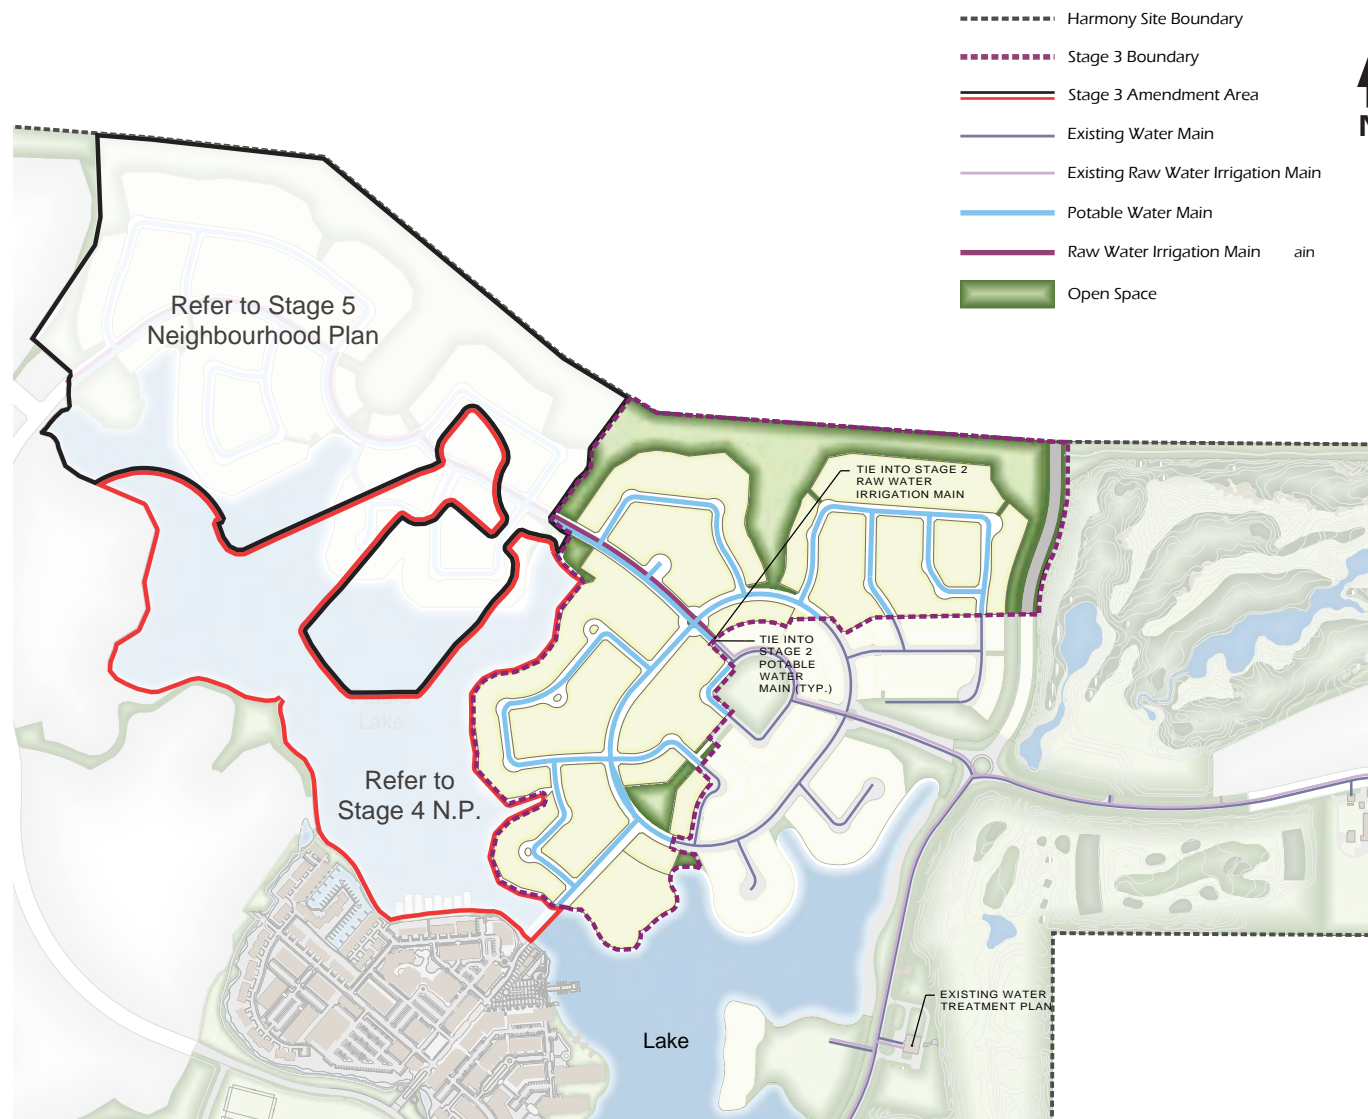 Harmony Site Boundary
Stage 3 Boundary
Stage 3 Amendment Area
Existing Water Main
Existing Raw Water Irrigation Main
Potable Water Main
Raw Water Irrigation Main ain
Open Space
N
Refer to Stage 5
Neighbourhood Plan
TIE INTO STAGE 2
RAW WATER
IRRIGATION MAIN
TIE INTO
STAGE 2
POTABLE
WATER
MAIN (TYP.)
Future
Lake
Refer to
Stage 4 N.P.
EXISTING WATER
TREATMENT PLAN
Lake